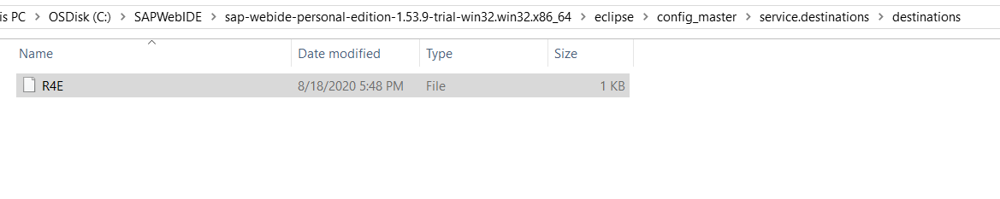 is PC > OSDisk (C:) > SAPWebIDE > sap-webide-personal-edition-1.53.9-trial-win32.win32.x86_64 > eclipse > config_master > service.destinations > destinations
Name Date modified Type Size
R4E 8/18/2020 5:48 PM File 1 KB